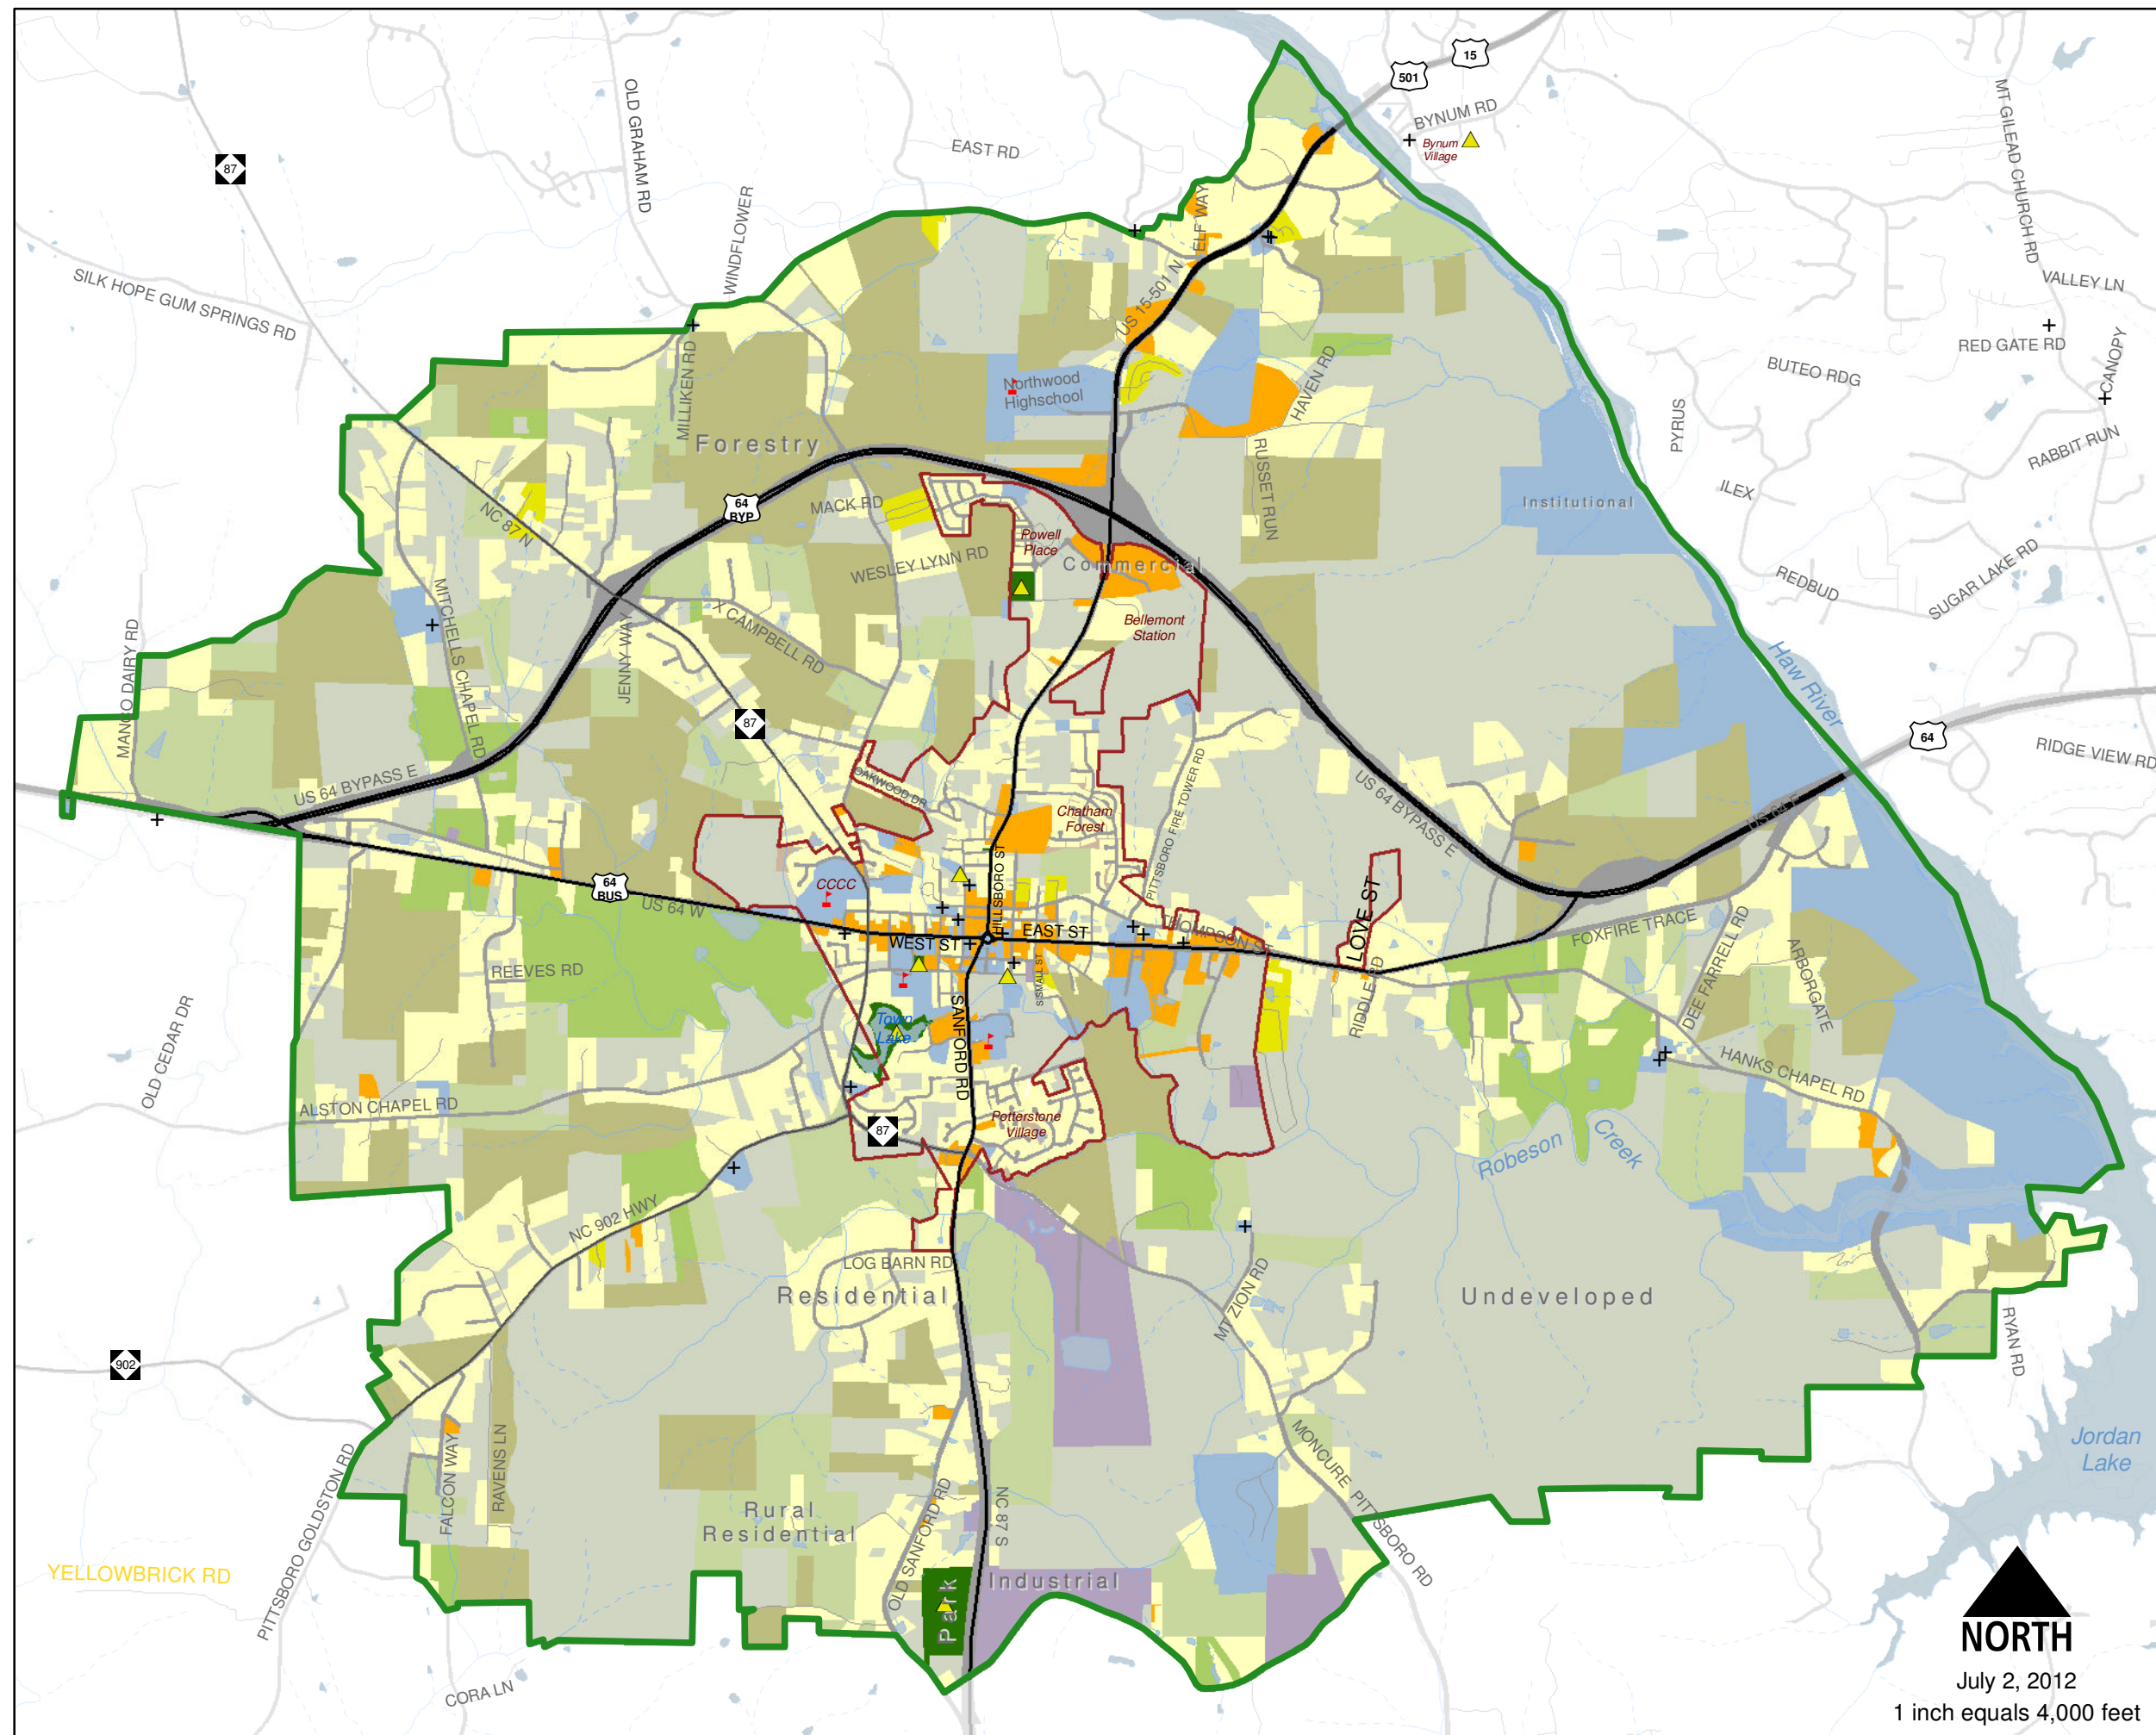 15
501
BYNUM RD
Bynum
Village
MT GILEAD CHURCH RD
OLD GRAHAM RD
EAST RD
87
WINDFLOWER
ELF WAY
SILK HOPE GUM SPRINGS RD
VALLEY LN
US 15-501 N
RED GATE RD
CANOPY
MILLIKEN RD
HAVEN RD
BUTEO RDG
Northwood
Highschool
PYRUS
Forestry
RABBIT RUN
RUSSET RUN
ILEX
Institutional
64
BYP
MACK RD
NC 87 N
Powell
Place
WESLEY LYNN RD
Commercial
SUGAR LAKE RD
REDBUD
MITCHELLS CHAPEL RD
X CAMPBELL RD
Bellemont
Station
JENNY WAY
MANCO DAIRY RD
Haw River
87
64
RIDGE VIEW RD
US 64 BYPASS E
OAKWOOD DR
PITTSBORO FIRE TOWER RD
US 64 BYPASS E
US 64 E
Chatham
Forest
HILLSBORO ST
64
BUS
US 64 W
CCCC
LOVE ST
WEST ST
EAST ST
THOMPSON ST
FOXFIRE TRACE
DEE FARRELL RD
ARBORGATE
REEVES RD
S SMALL ST
RIDDLE RD
OLD CEDAR DR
Town
Lake
SANFORD RD
HANKS CHAPEL RD
ALSTON CHAPEL RD
Potterstone
Village
87
Robeson
Creek
NC 902 HWY
LOG BARN RD
Residential
MT ZION RD
Undeveloped
RYAN RD
902
FALCON WAY
RAVENS LN
MONCURE PITTSBORO RD
Jordan
Lake
PITTSBORO GOLDSTON RD
Rural
Residential
OLD SANFORD RD
NC 87 S
YELLOWBRICK RD
Industrial
Park
CORA LN
NORTH
July 2, 2012
1 inch equals 4,000 feet